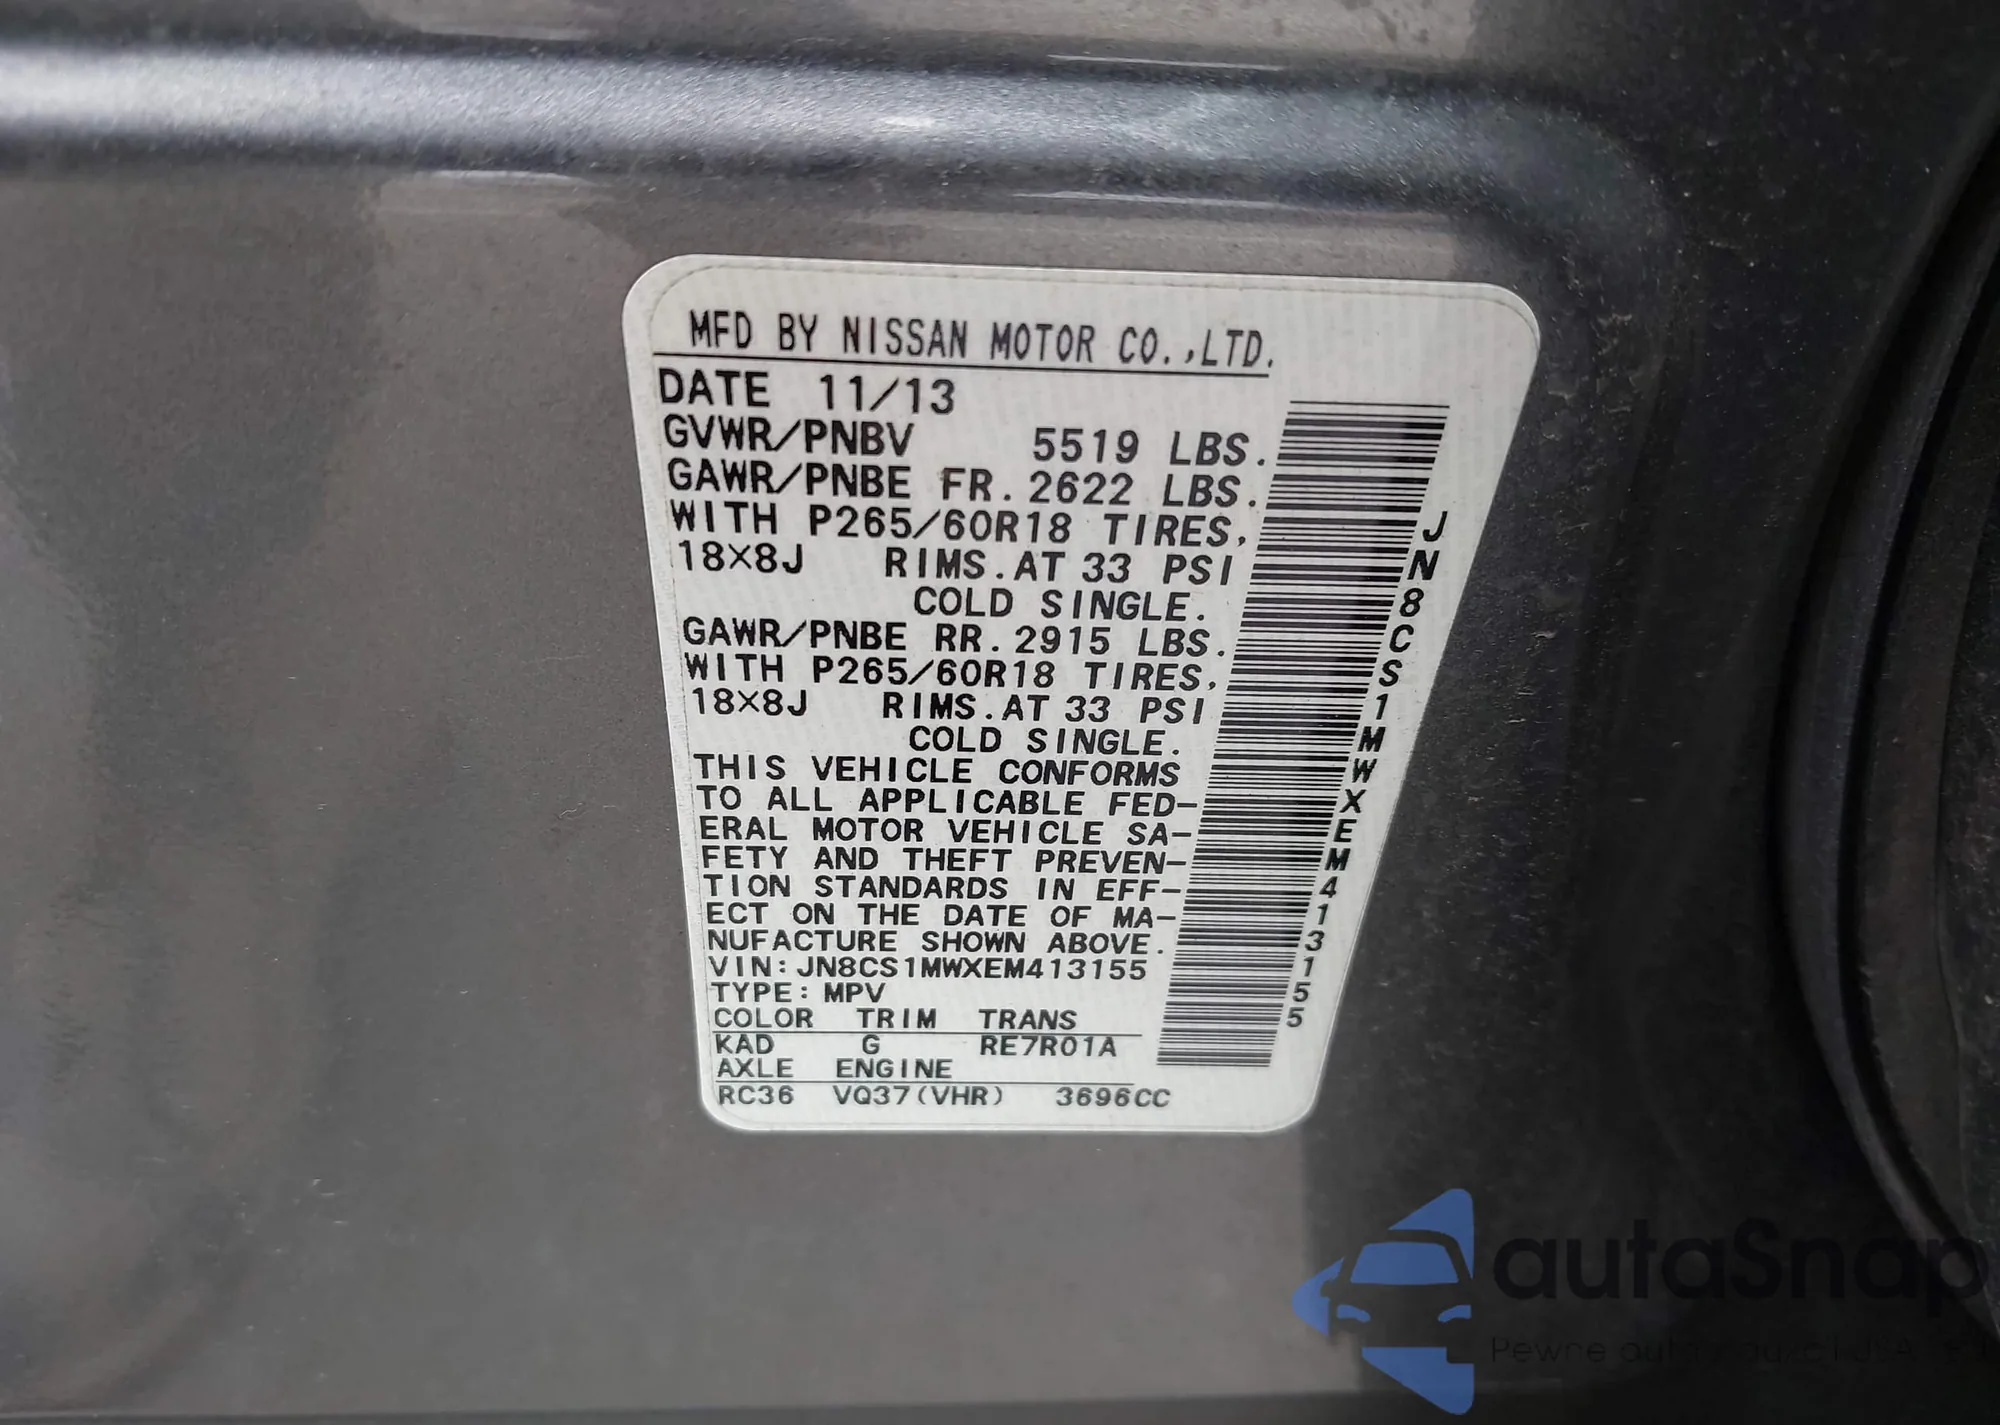 MFD BY NISSAN MOTOR CO.,LTD.
DATE 11/13
GVWR/PNBV 5519 LBS.
GAWR/PNBE FR. 2622 LBS.
WITH P265/60R18 TIRES,
18×8J RIMS. AT 33 PSI
COLD SINGLE.
GAWR/PNBE RR. 2915 LBS.
WITH P265/60R18 TIRES,
18×8J RIMS. AT 33 PSI
COLD SINGLE.
THIS VEHICLE CONFORMS
TO ALL APPLICABLE FED-
ERAL MOTOR VEHICLE SA-
FETY AND THEFT PREVEN-
TION STANDARDS IN EFF-
ECT ON THE DATE OF MA-
NUFACTURE SHOWN ABOVE.
VIN:JN8CS1MWXEM413155
TYPE: MPV
COLOR TRIM TRANS
KAD G RE7R01A
AXLE ENGINE
RC36 VQ37(VHR) 3696CC
JN8CS1MWXEM413155
autaSnap
Pewne auta